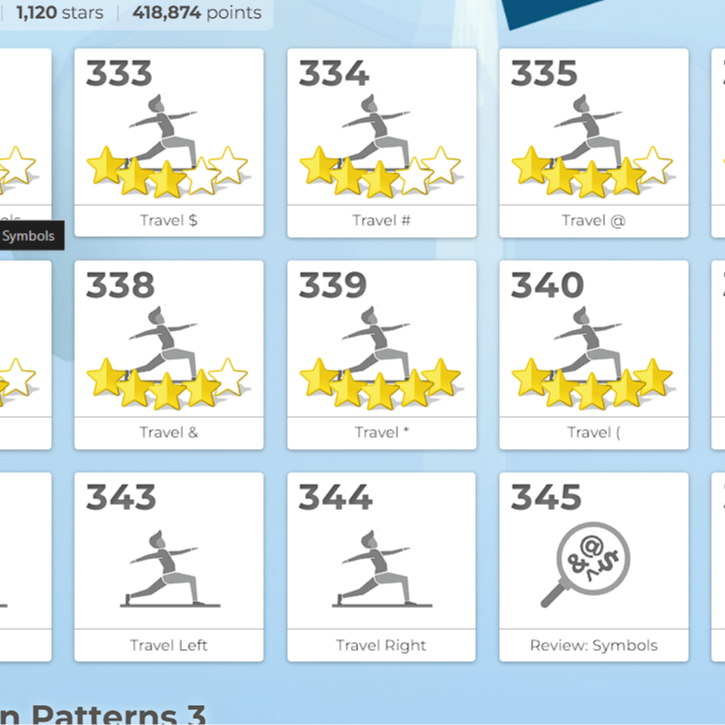 1,120 stars | 418,874 points
333 334 335
Travel $ Travel # Travel @
Symbols
338 339 340
Travel & Travel * Travel (
343 344 345
@ & $ ^
Travel Left Travel Right Review: Symbols
n Patterns 3